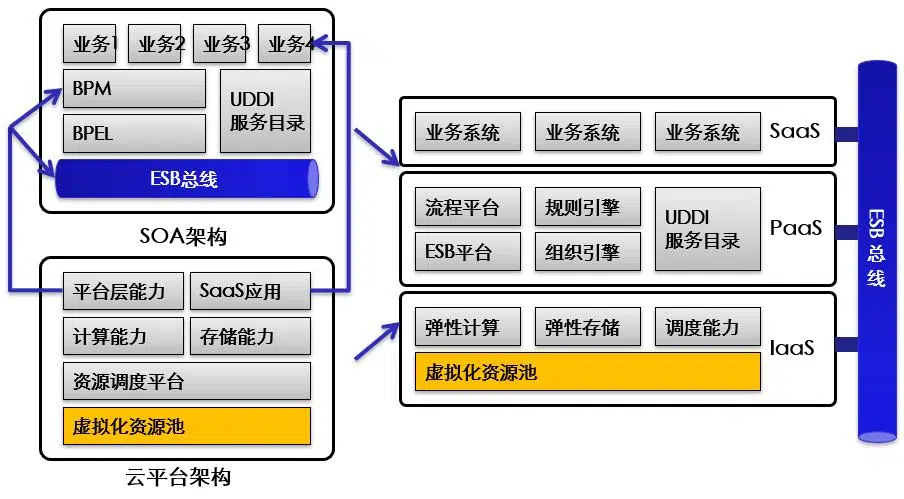 业务1
业务2
业务3
业务4
BPM
BPEL
UDDI
服务目录
ESB总线
SOA架构
平台层能力
SaaS应用
计算能力
存储能力
资源调度平台
虚拟化资源池
云平台架构
业务系统
业务系统
业务系统
SaaS
流程平台
规则引擎
ESB平台
组织引擎
UDDI
服务目录
PaaS
弹性计算
弹性存储
调度能力
虚拟化资源池
IaaS
ESB总线